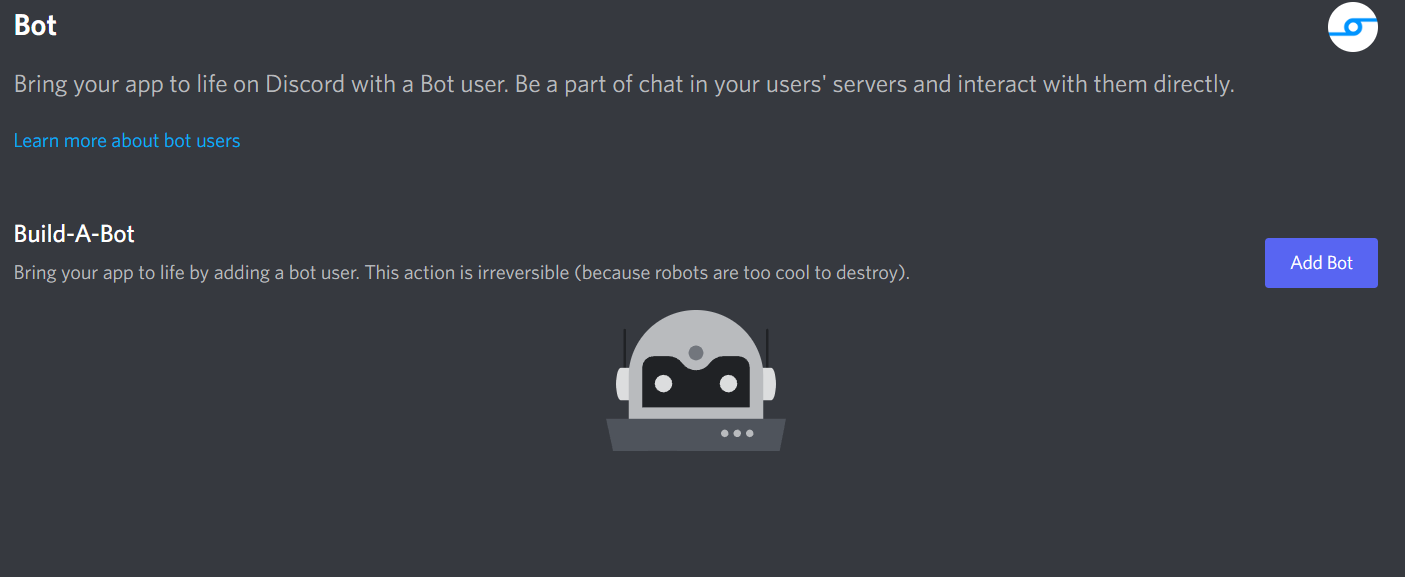 Bot
Bring your app to life on Discord with a Bot user. Be a part of chat in your users' servers and interact with them directly.
Learn more about bot users
Build-A-Bot
Bring your app to life by adding a bot user. This action is irreversible (because robots are too cool to destroy).
Add Bot